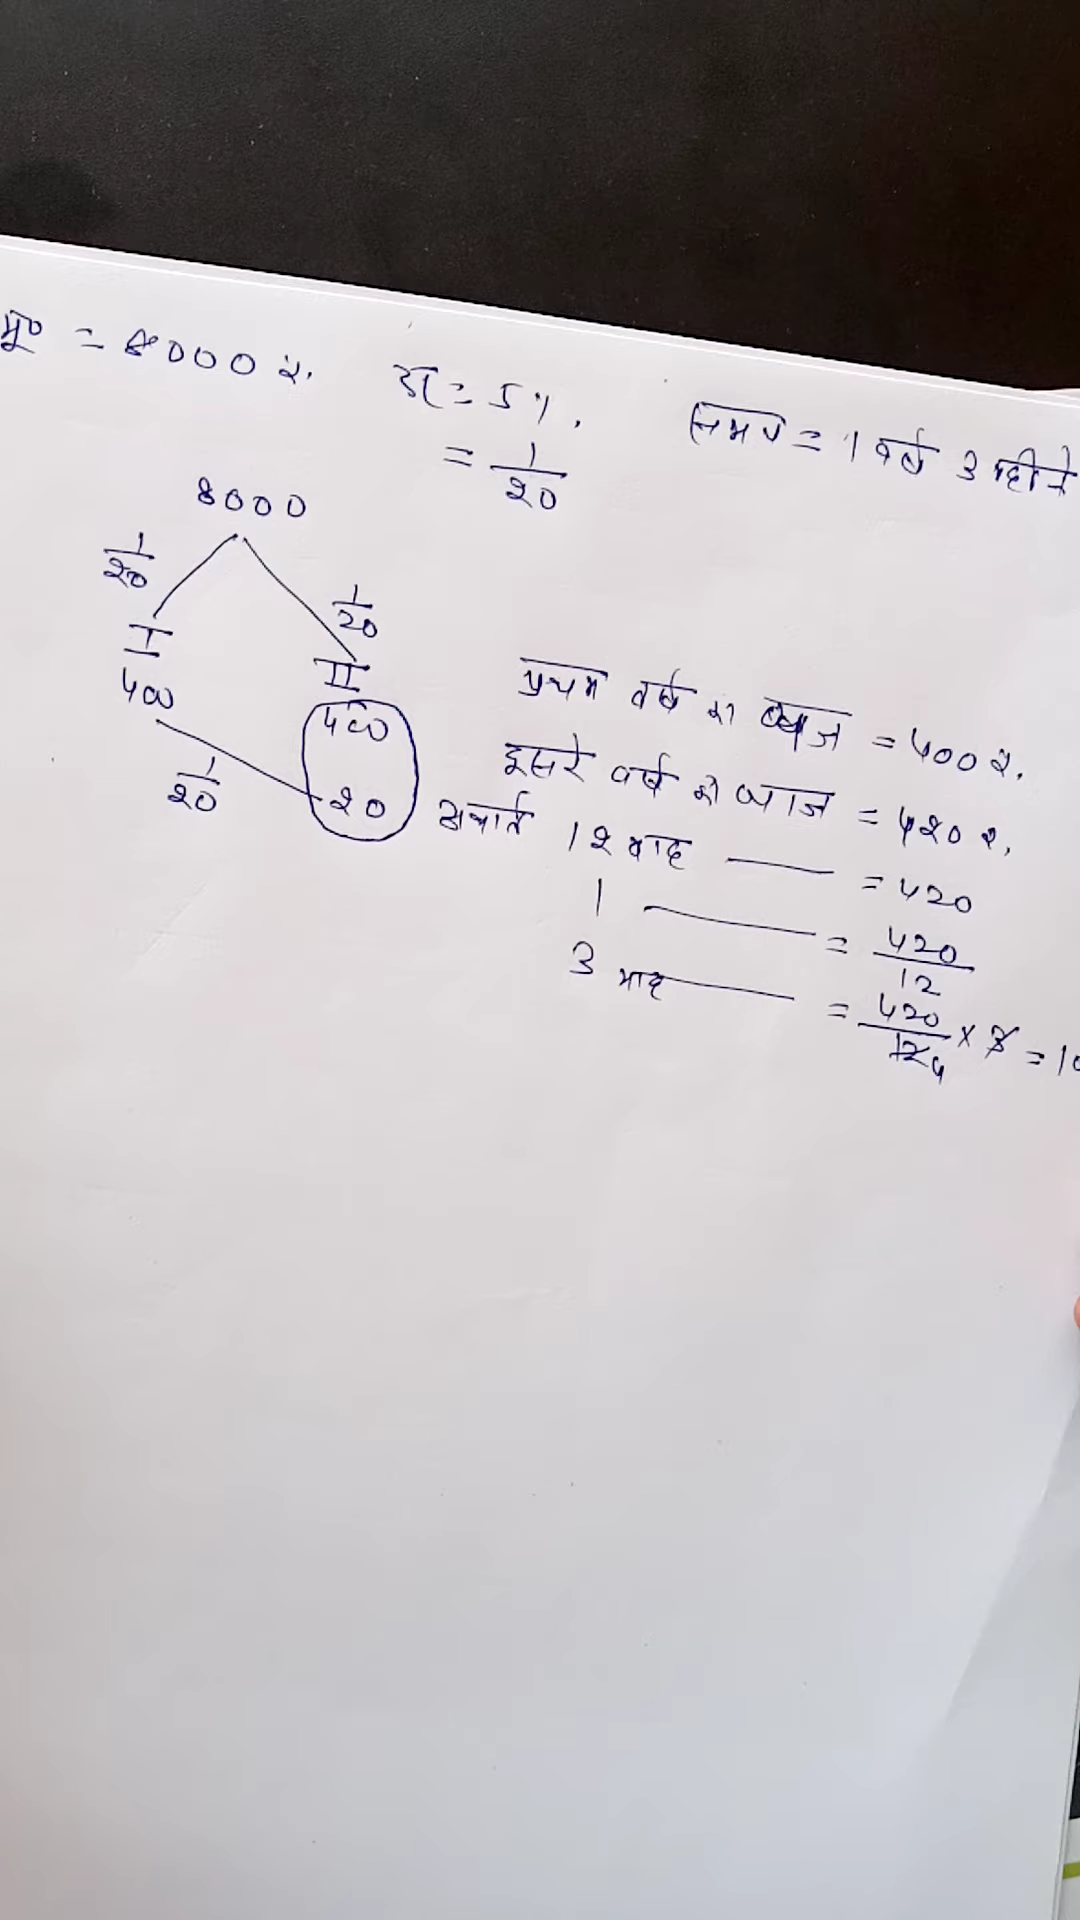 मू० = 8000 रु. दर = 5%. समय = 1 वर्ष 3 महीने
= 1/20
8000
1/20 1/20
I II
400 400
1/20 20
प्रथम वर्ष का ब्याज = 400 रु.
दूसरे वर्ष का ब्याज = 420 रु.
अर्थात 12 माह —— = 420
1 —— = 420/12
3 माह —— = 420/12 4 × 3 = 10